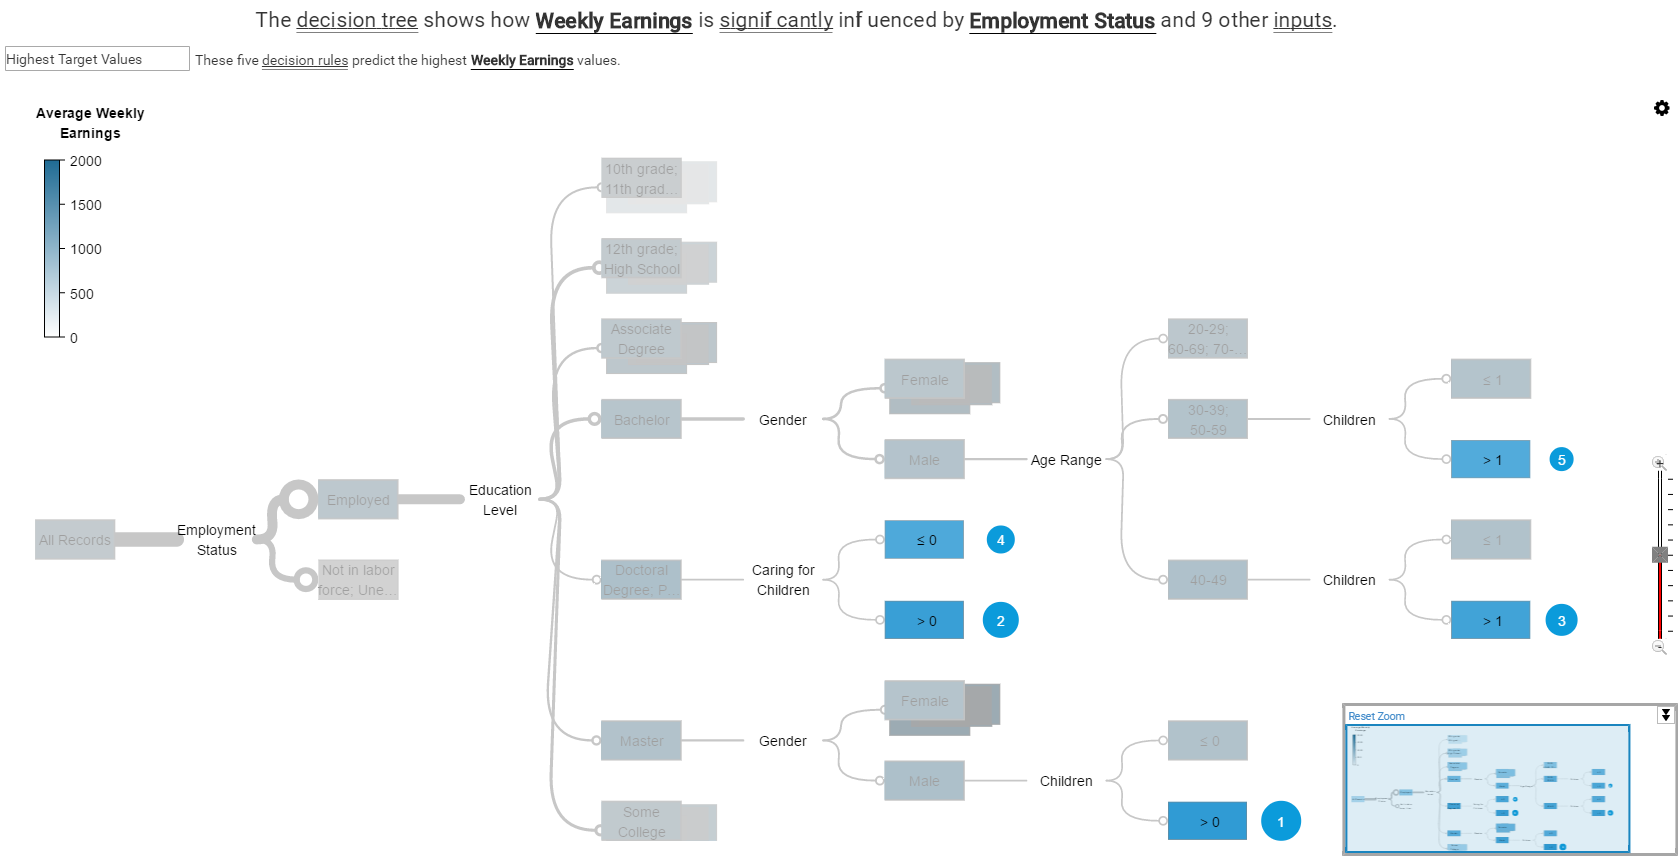 The decision tree shows how Weekly Earnings is signif cantly inf uenced by Employment Status and 9 other inputs.
Highest Target Values
These five decision rules predict the highest Weekly Earnings values.
Average Weekly
Earnings
2000
1500
1000
500
0
All Records
Employment
Status
Employed
Not in labor
force; Une...
Education
Level
10th grade;
11th grad...
12th grade;
High School
Associate
Degree
Bachelor
Doctoral
Degree; P...
Master
Some
College
Gender
Female
Male
Age Range
20-29;
60-69; 70-...
30-39;
50-59
40-49
Children
≤ 1
> 1
5
Children
≤ 1
> 1
3
Caring for
Children
≤ 0
4
> 0
2
Gender
Female
Male
Children
≤ 0
> 0
1
Reset Zoom